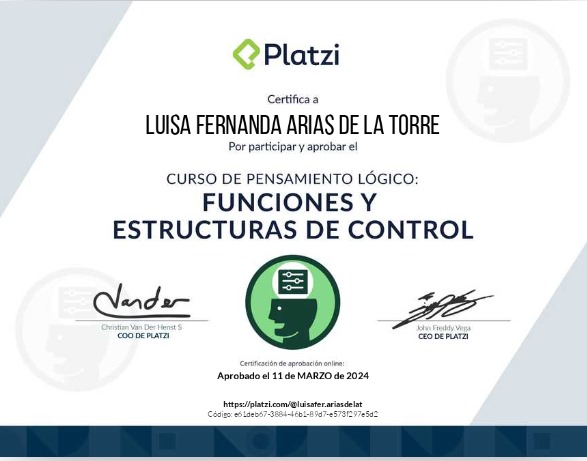 Platzi
Certifica a
LUISA FERNANDA ARIAS DE LA TORRE
Por participar y aprobar el
CURSO DE PENSAMIENTO LÓGICO:
FUNCIONES Y
ESTRUCTURAS DE CONTROL
Christian Van Der Henst S
COO DE PLATZI
John Freddy Vega
CEO DE PLATZI
Certificación de aprobación online:
Aprobado el 11 de MARZO de 2024
https://platzi.com/@luisafer.ariasdelat
Código: e61deb67-3884-46b1-89d7-e573f297e5d2